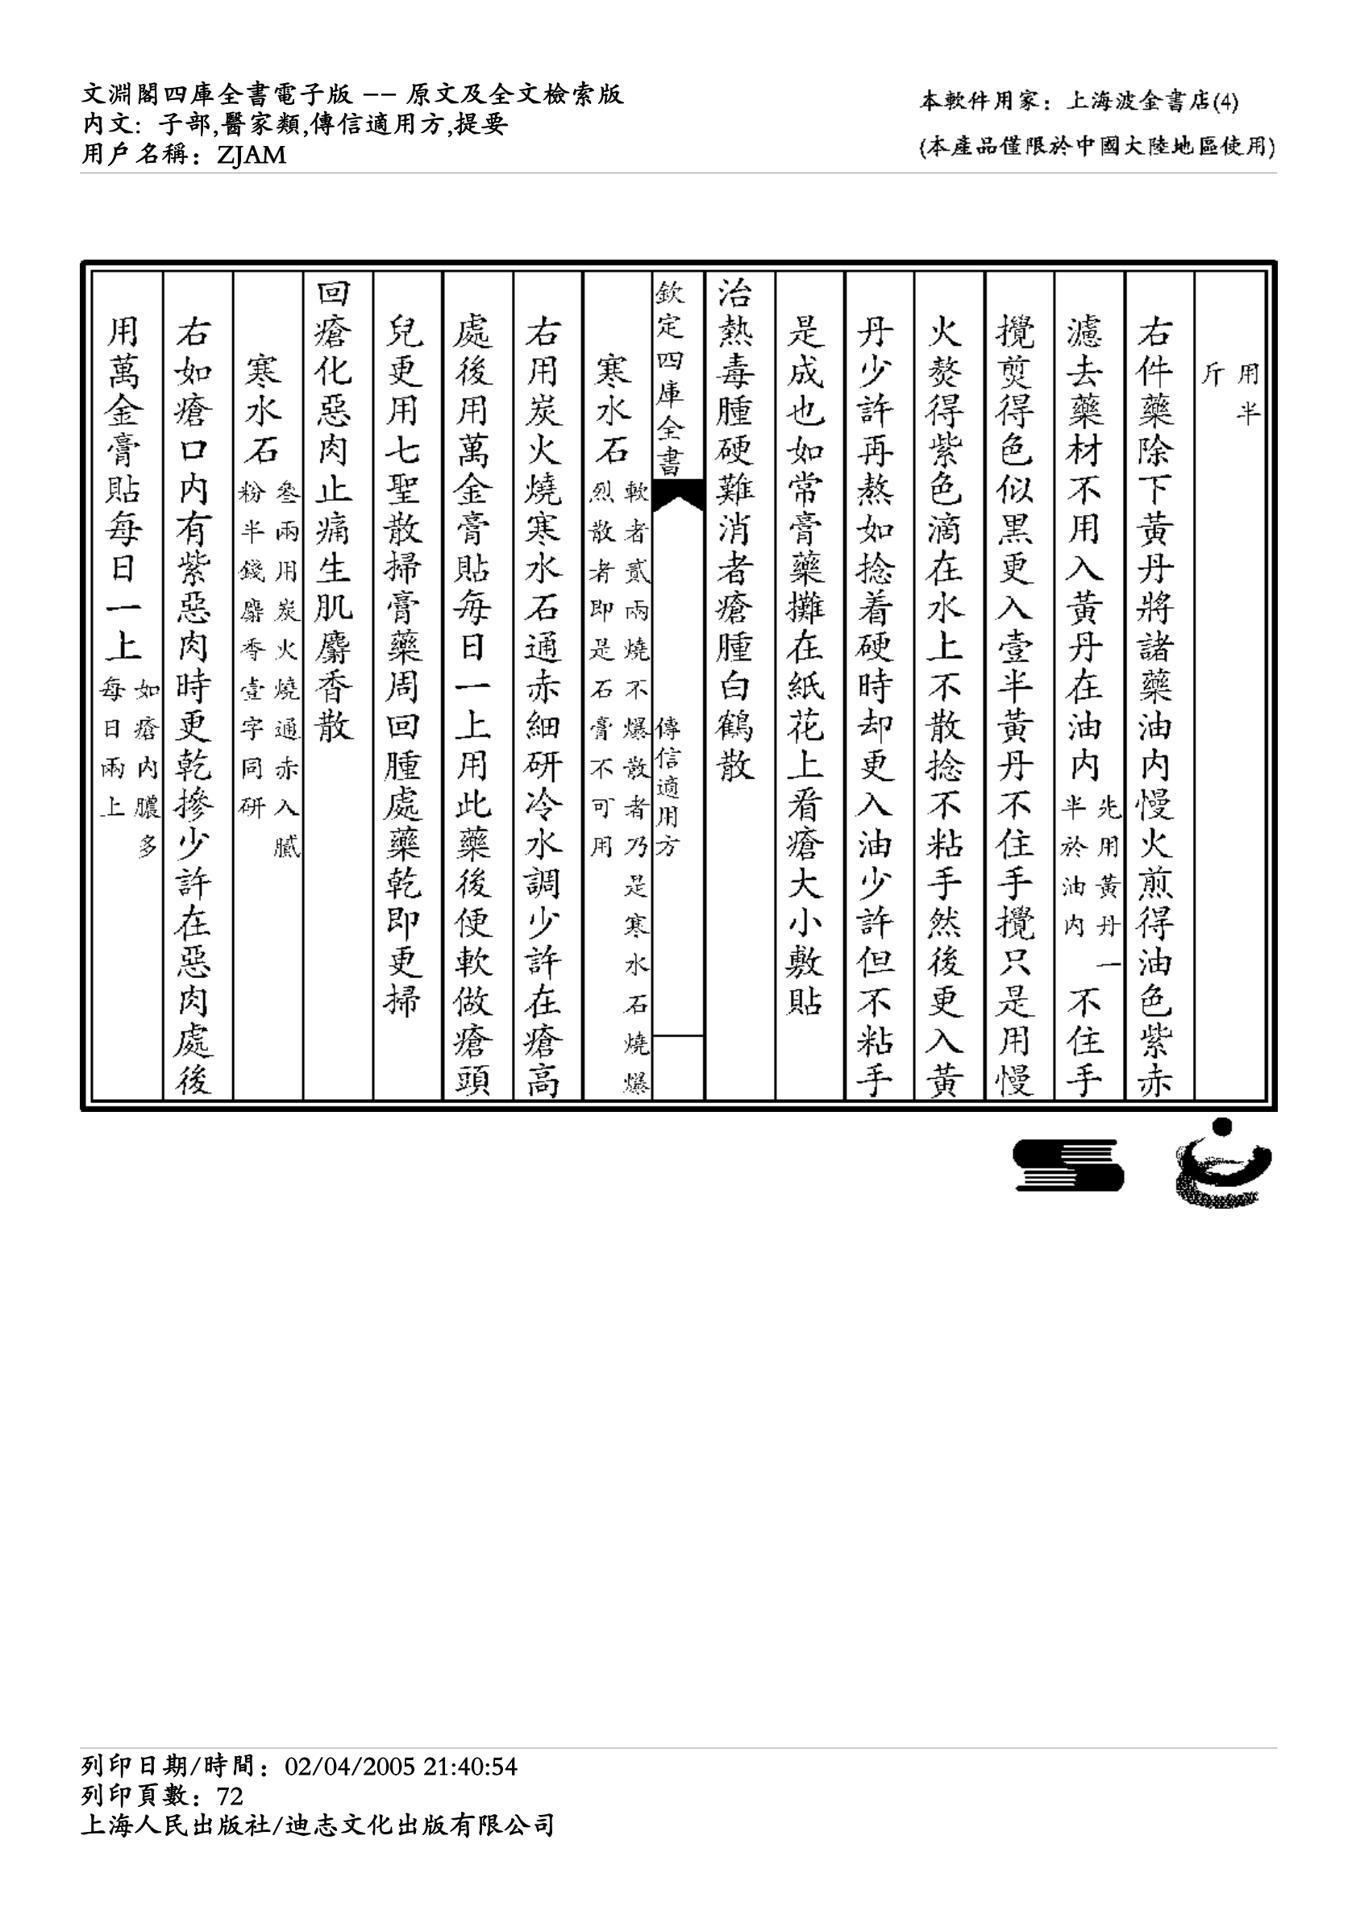 文淵閣四庫全書電子版 -- 原文及全文檢索版
內文: 子部,醫家類,傳信適用方,提要
用戶名稱: ZJAM
本軟件用家: 上海波金書店(4)
(本產品僅限於中國大陸地區使用)
用半
斤
右件藥除下黃丹將諸藥油內慢火煎得油色紫赤
濾去藥材不用入黃丹在油內先用黃丹一半於油內不住手
攪煎得色似黑更入壹半黃丹不住手攪只是用慢
火熬得紫色滴在水上不散捻不粘手然後更入黃
丹少許再熬如捻着硬時却更入油少許但不粘手
是成也如常膏藥攤在紙花上看瘡大小敷貼
治熱毒腫硬難消者瘡腫白鶴散
欽定四庫全書
傳信適用方
寒水石軟者貳兩燒不爆散者乃是寒水石燒爆烈散者即是石膏不可用
右用炭火燒寒水石通赤細研冷水調少許在瘡高
處後用萬金膏貼每日一上用此藥後便軟做瘡頭
兒更用七聖散掃膏藥周回腫處藥乾即更掃
回瘡化惡肉止痛生肌麝香散
寒水石叄兩用炭火燒通赤入膩粉半錢麝香壹字同研
右如瘡口內有紫惡肉時更乾摻少許在惡肉處後
用萬金膏貼每日一上如瘡內膿多每日兩上
列印日期/時間: 02/04/2005 21:40:54
列印頁數: 72
上海人民出版社/迪志文化出版有限公司